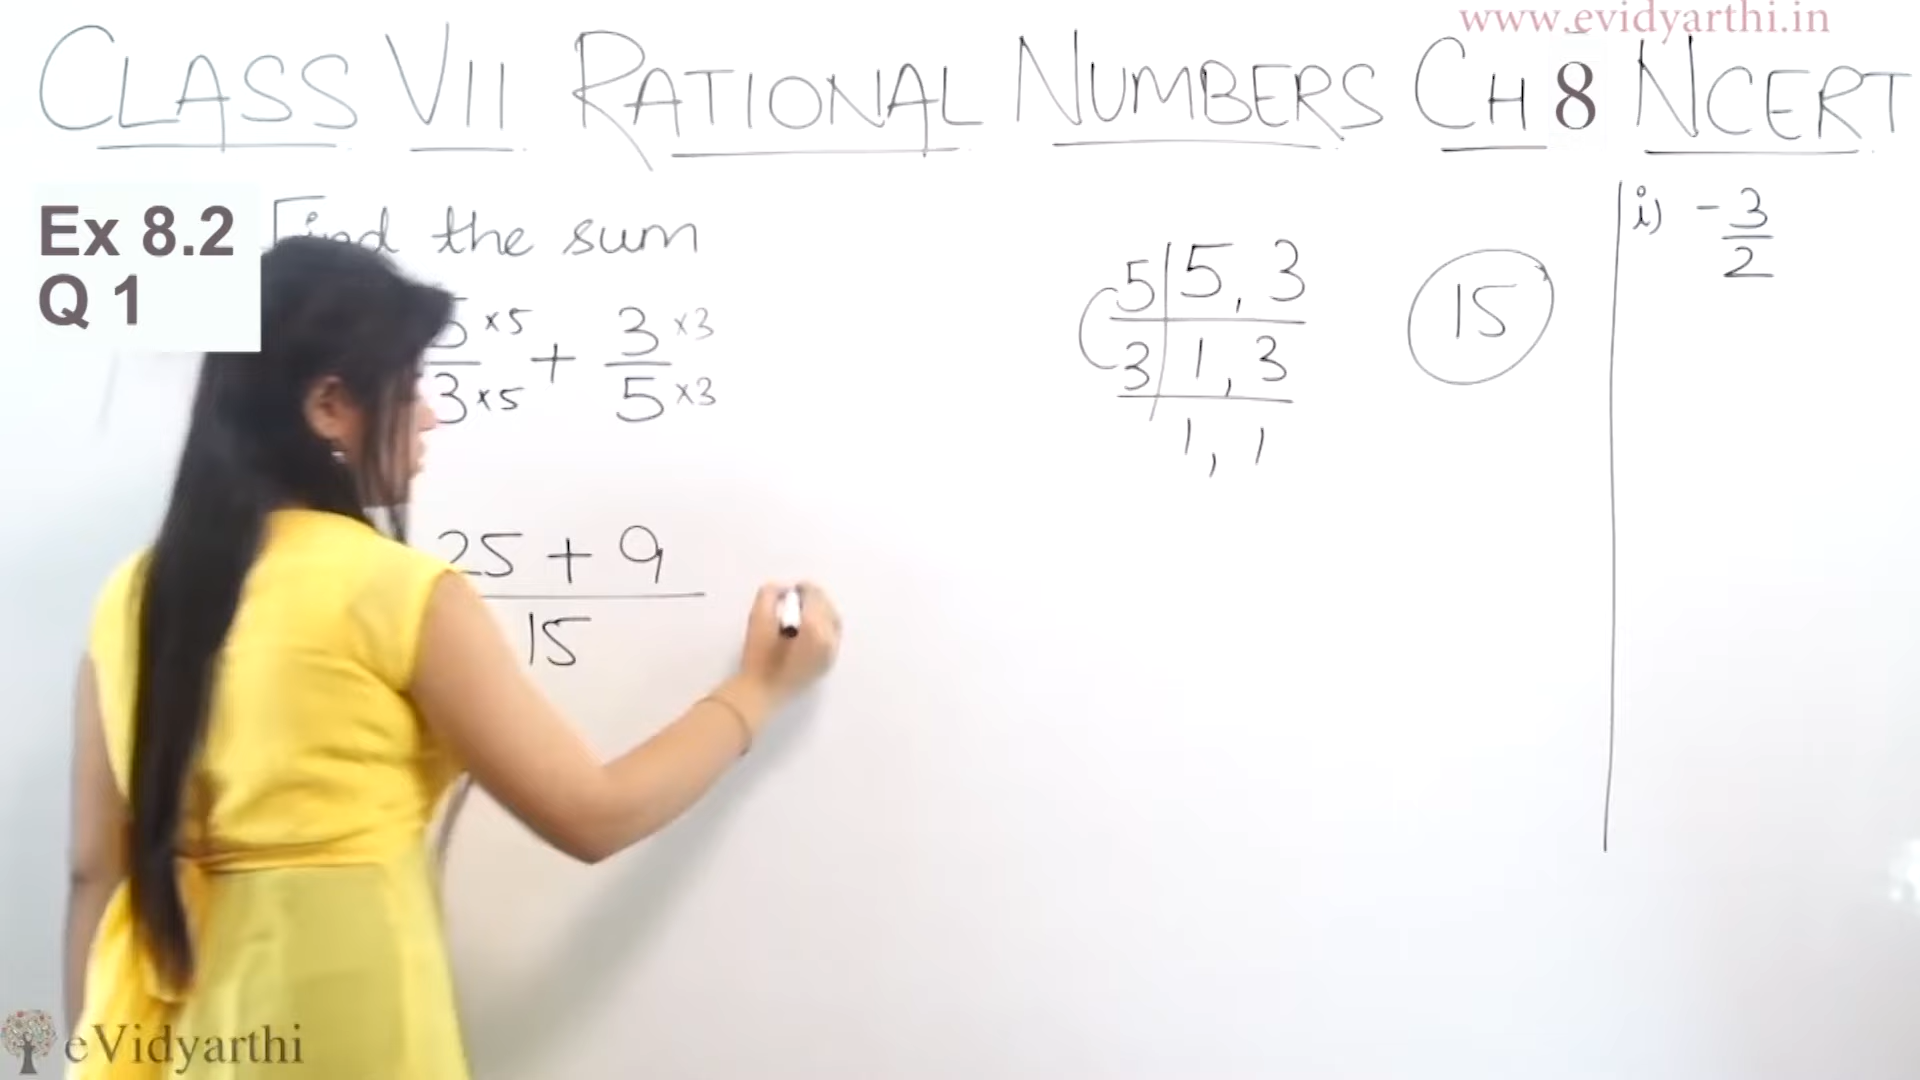 www.evidyarthi.in
CLASS VII RATIONAL NUMBERS CH 8 NCERT
Ex 8.2
Q 1
Find the sum
5 ×5 + 3 ×3
3 ×5 5 ×3
25 + 9
15
5 | 5, 3
3 | 1, 3
1, 1
15
i) -3
2
eVidyarthi